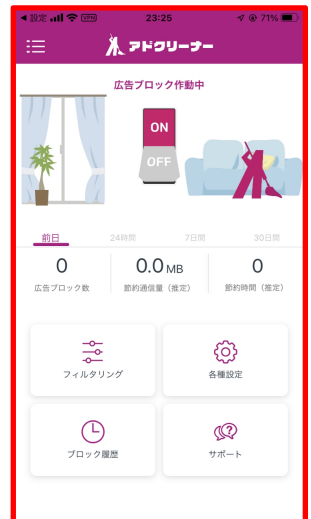 ◀ 設定 VPN 23:25 71%
アドクリーナー
広告ブロック作動中
ON
OFF
前日 24時間 7日間 30日間
0 0.0 MB 0
広告ブロック数 節約通信量（推定） 節約時間（推定）
フィルタリング 各種設定
ブロック履歴 サポート